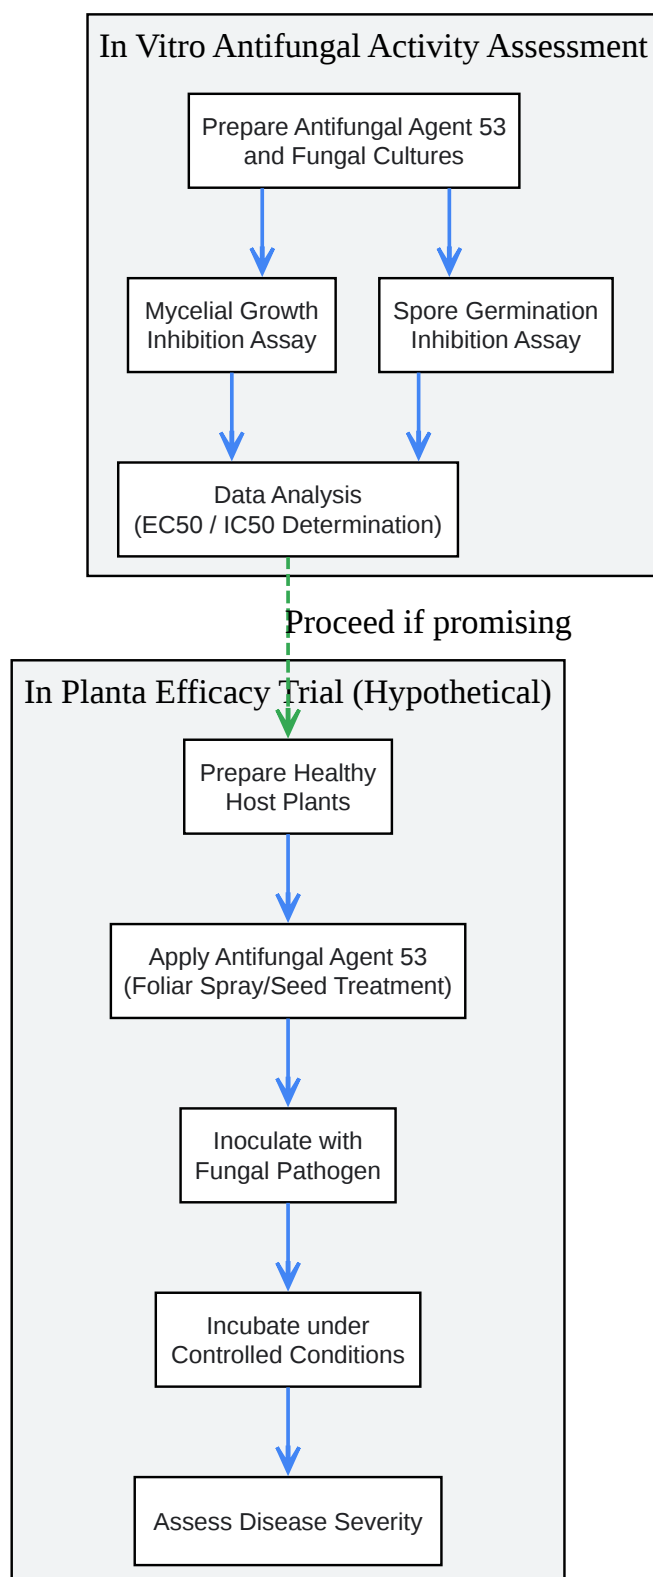 In Vitro Antifungal Activity Assessment
Prepare Antifungal Agent 53
and Fungal Cultures
Mycelial Growth
Inhibition Assay
Spore Germination
Inhibition Assay
Data Analysis
(EC50 / IC50 Determination)
Proceed if promising
In Planta Efficacy Trial (Hypothetical)
Prepare Healthy
Host Plants
Apply Antifungal Agent 53
(Foliar Spray/Seed Treatment)
Inoculate with
Fungal Pathogen
Incubate under
Controlled Conditions
Assess Disease Severity